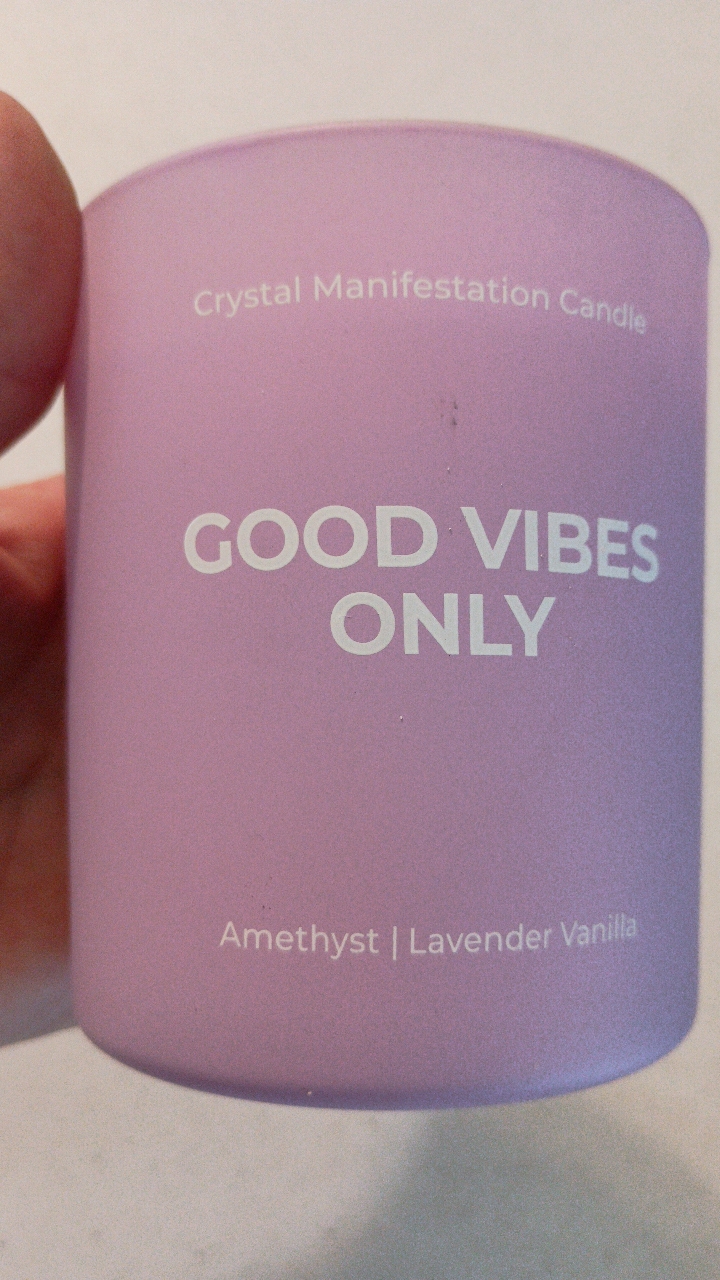 Crystal Manifestation Candle
GOOD VIBES
ONLY
Amethyst | Lavender Vanilla